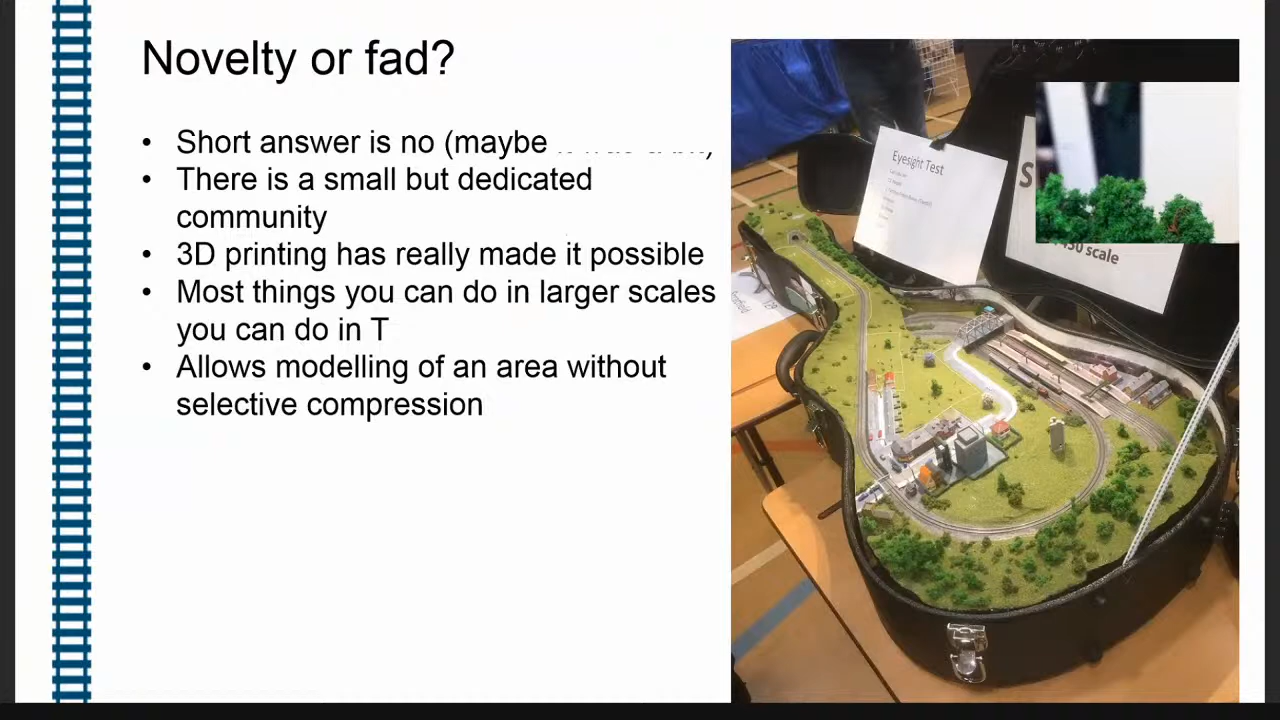 Novelty or fad?
• Short answer is no (maybe
• There is a small but dedicated
community
• 3D printing has really made it possible
• Most things you can do in larger scales
you can do in T
• Allows modelling of an area without
selective compression
Eyesight Test
S
scale